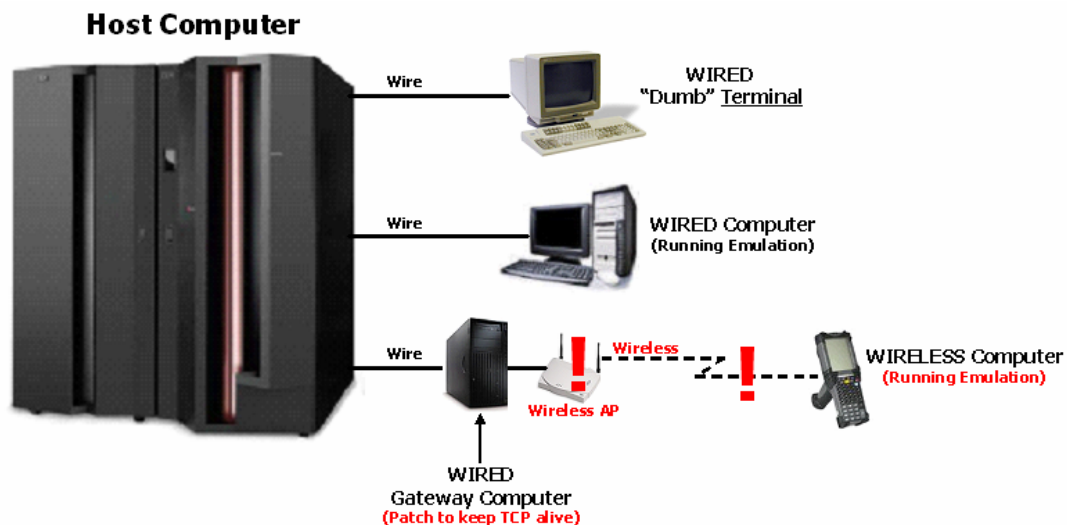 Host Computer
Wire
WIRED
“Dumb” Terminal
Wire
WIRED Computer
(Running Emulation)
Wire
Wireless
WIRELESS Computer
(Running Emulation)
!
!
Wireless AP
WIRED
Gateway Computer
(Patch to keep TCP alive)